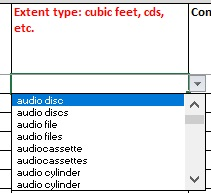 Extent type: cubic feet, cds, Con
etc.
audio disc
audio discs
audio file
audio files
audiocassette
audiocassettes
audio cylinder
audio cylinder